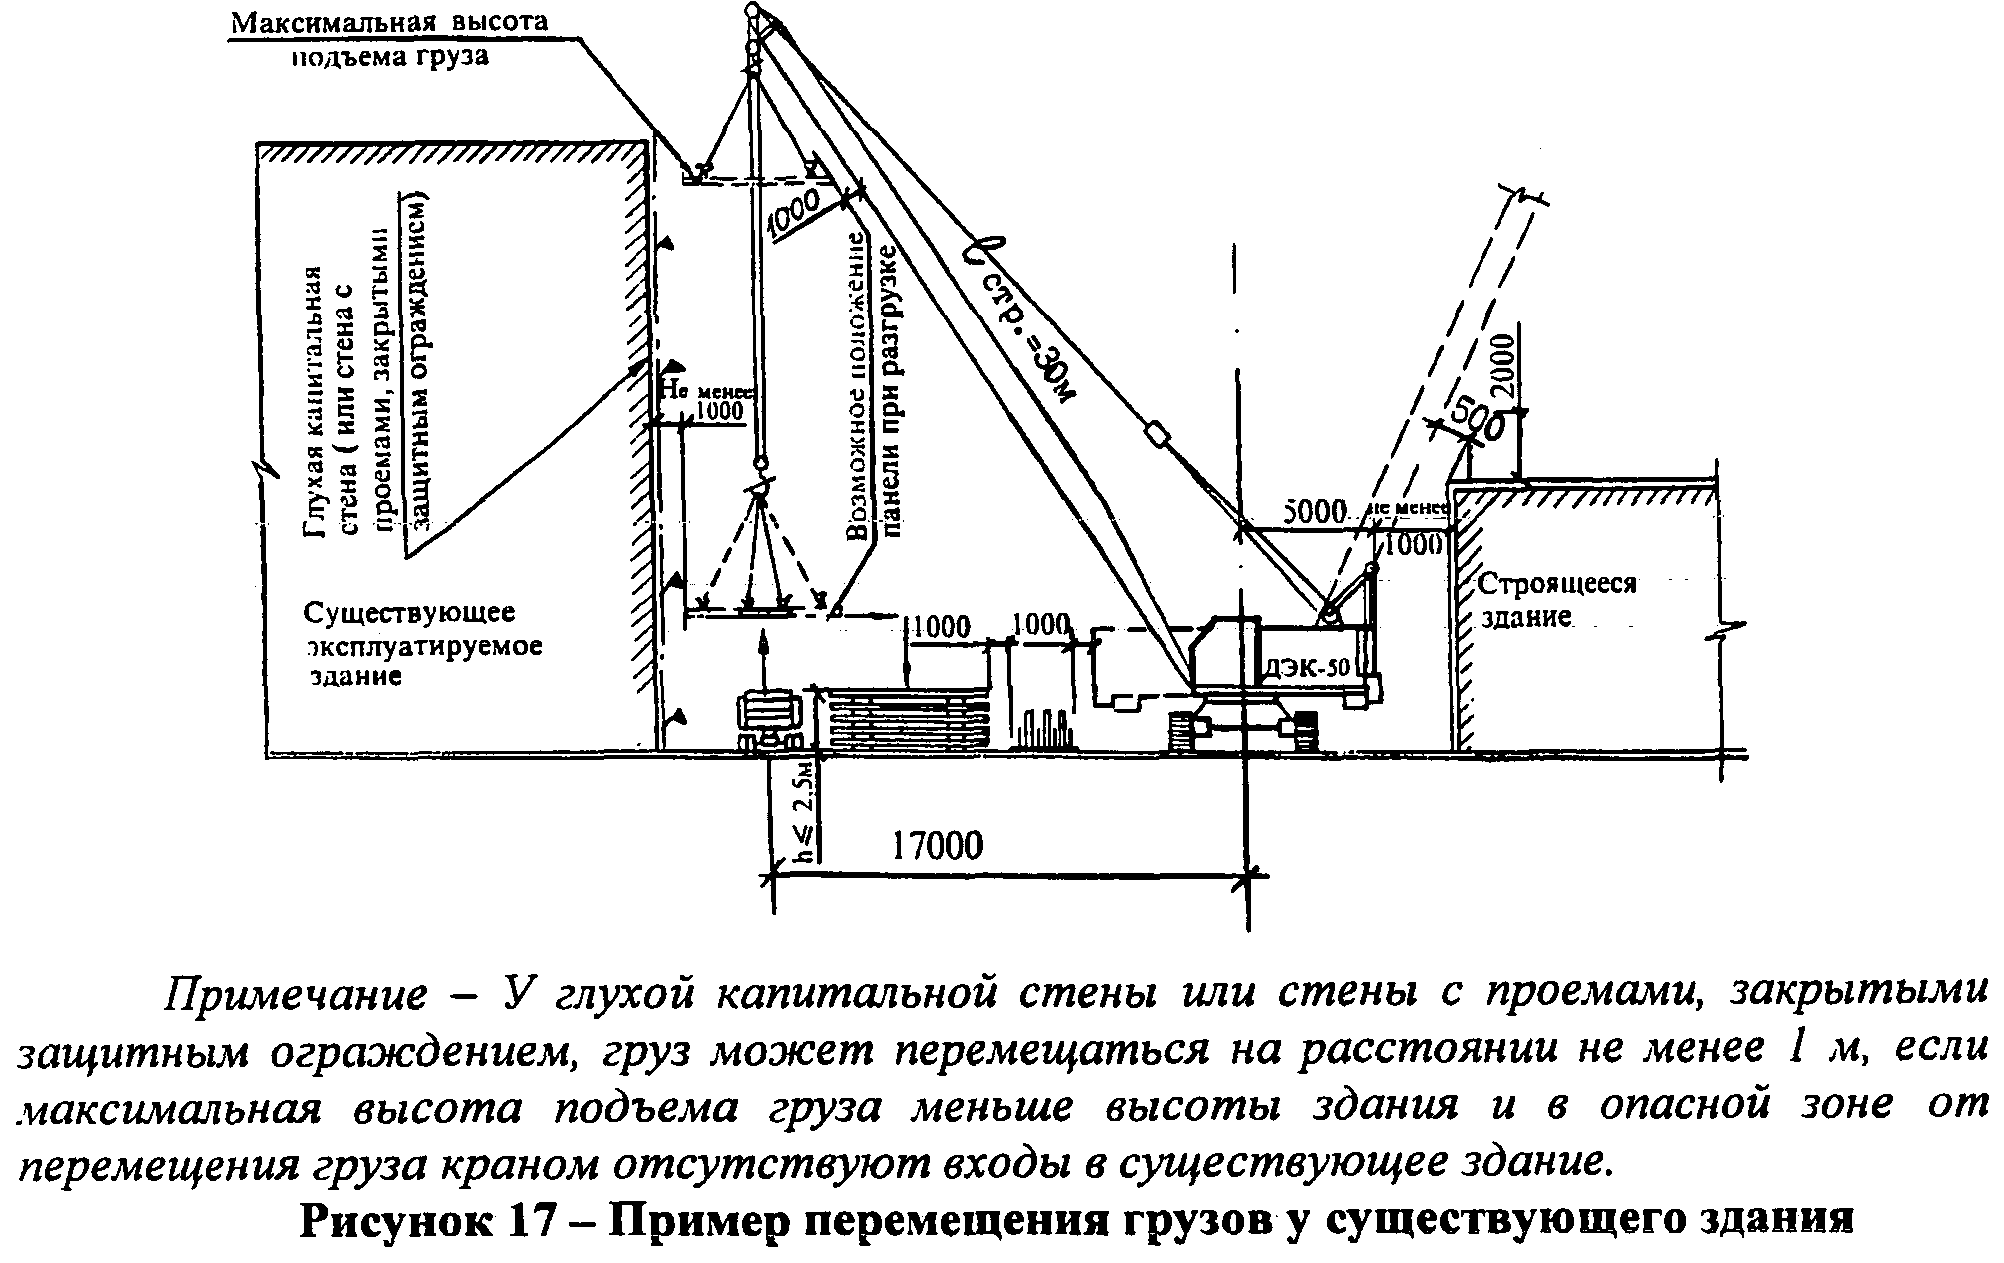 Максимальная высота
подъема груза
Глухая капитальная
стена ( или стена с
проемами, закрытыми
защитным ограждением)
1000
Не менее
1000
Возможное положение
панели при разгрузке
ℓ стр.=30м
2000
500
5000
не менее
1000
Существующее
эксплуатируемое
здание
1000
1000
ДЭК-50
Строящееся
здание
h ⩽ 2,5м
17000
Примечание – У глухой капитальной стены или стены с проемами, закрытыми
защитным ограждением, груз может перемещаться на расстоянии не менее 1 м, если
максимальная высота подъема груза меньше высоты здания и в опасной зоне от
перемещения груза краном отсутствуют входы в существующее здание.
Рисунок 17 – Пример перемещения грузов у существующего здания